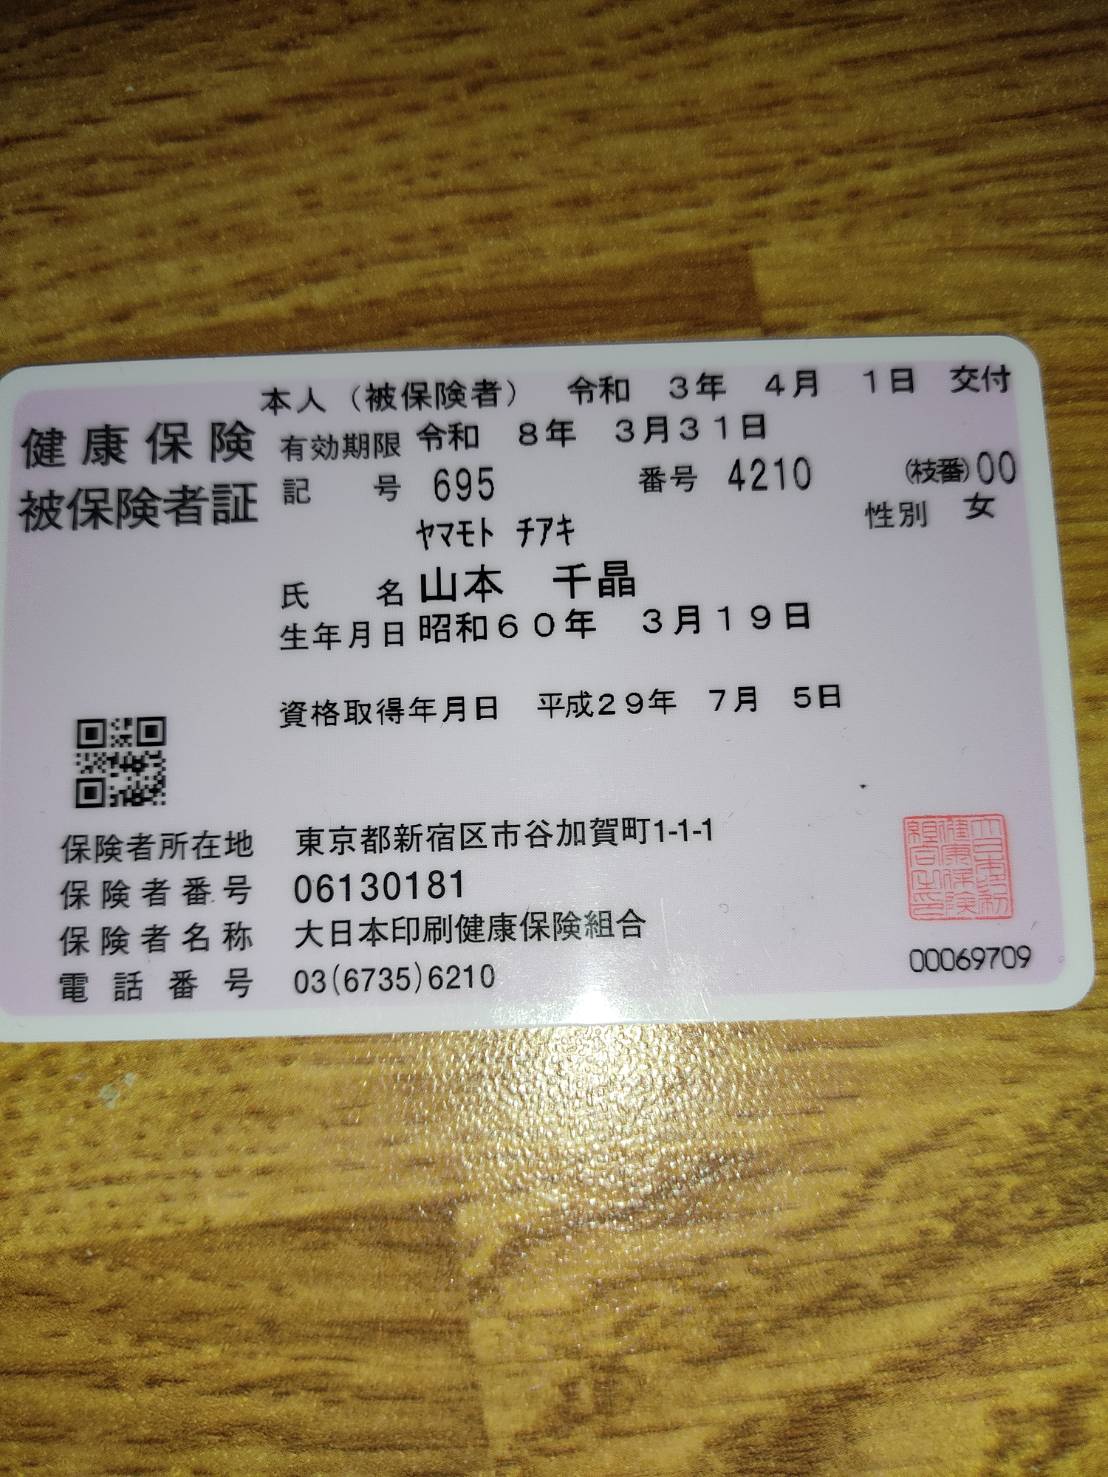 本人（被保険者）　令和　３年　４月　１日　交付
健康保険
被保険者証
有効期限 令和　８年　３月３１日
記号 695　番号 4210　(枝番)00
性別　女
ﾔﾏﾓﾄ ﾁｱｷ
氏名 山本　千晶
生年月日 昭和６０年　３月１９日
資格取得年月日　平成２９年　７月　５日
保険者所在地　東京都新宿区市谷加賀町1-1-1
保険者番号　06130181
保険者名称　大日本印刷健康保険組合
電話番号　03(6735)6210
00069709